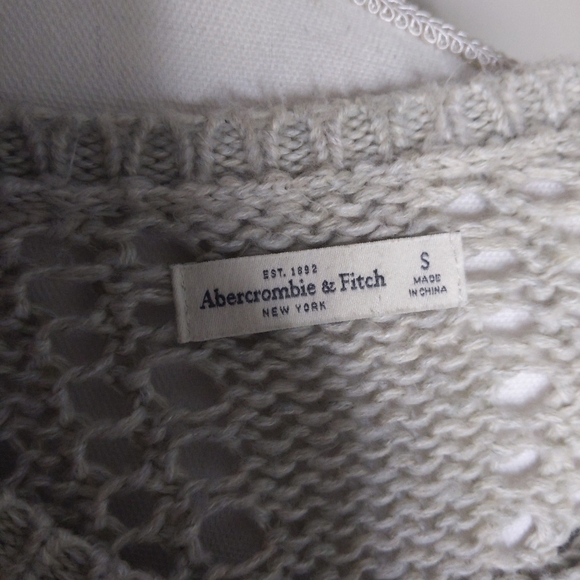 EST. 1892
Abercrombie & Fitch
NEW YORK
S
MADE
IN CHINA